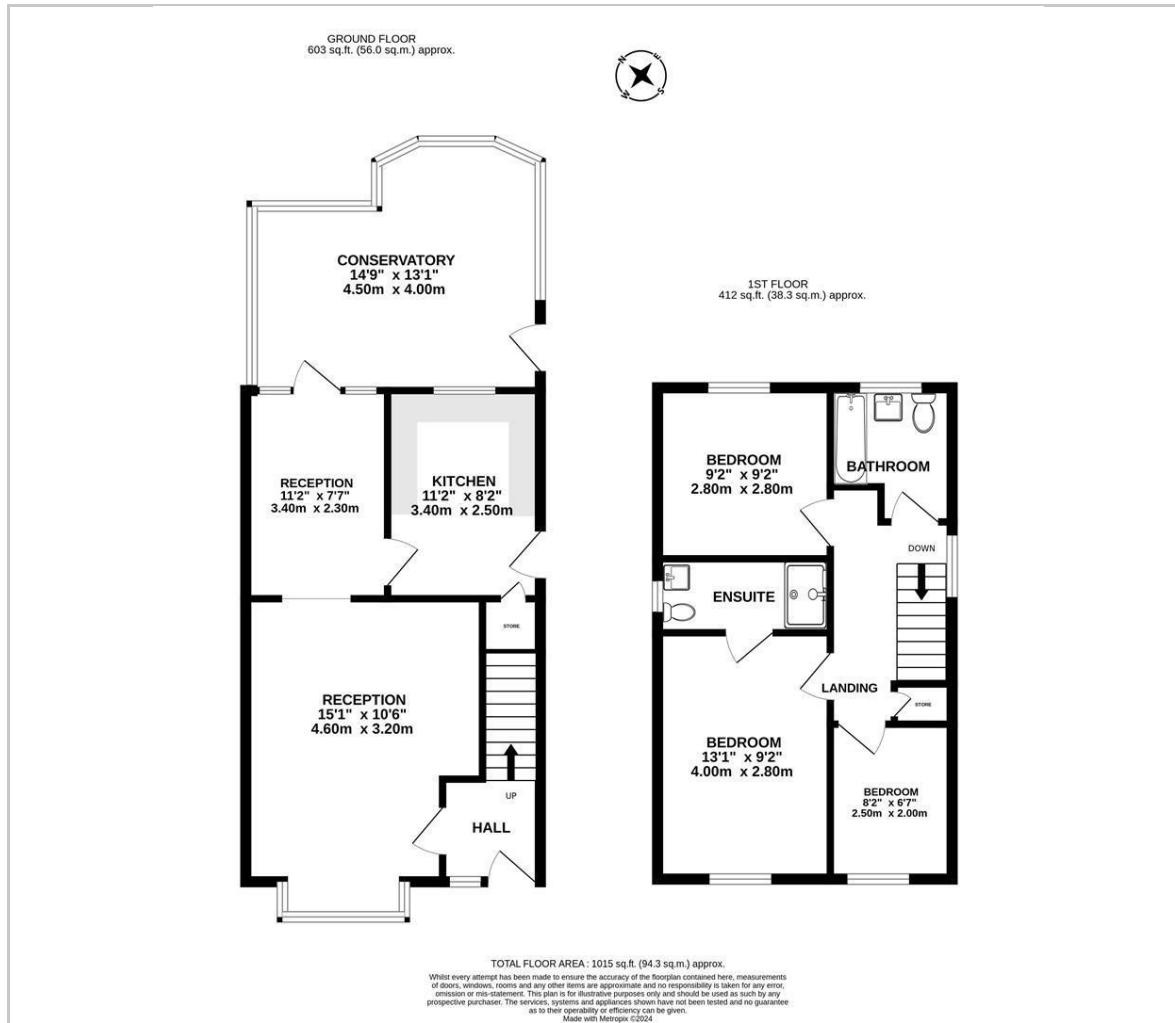 GROUND FLOOR
603 sq.ft. (56.0 sq.m.) approx.
N
E
S
W
CONSERVATORY
14'9" x 13'1"
4.50m x 4.00m
1ST FLOOR
412 sq.ft. (38.3 sq.m.) approx.
RECEPTION
11'2" x 7'7"
3.40m x 2.30m
KITCHEN
11'2" x 8'2"
3.40m x 2.50m
STORE
RECEPTION
15'1" x 10'6"
4.60m x 3.20m
UP
HALL
BEDROOM
9'2" x 9'2"
2.80m x 2.80m
BATHROOM
DOWN
ENSUITE
LANDING
STORE
BEDROOM
13'1" x 9'2"
4.00m x 2.80m
BEDROOM
8'2" x 6'7"
2.50m x 2.00m
TOTAL FLOOR AREA : 1015 sq.ft. (94.3 sq.m.) approx.
Whilst every attempt has been made to ensure the accuracy of the floorplan contained here, measurements
of doors, windows, rooms and any other items are approximate and no responsibility is taken for any error,
omission or mis-statement. This plan is for illustrative purposes only and should be used as such by any
prospective purchaser. The services, systems and appliances shown have not been tested and no guarantee
as to their operability or efficiency can be given.
Made with Metropix ©2024